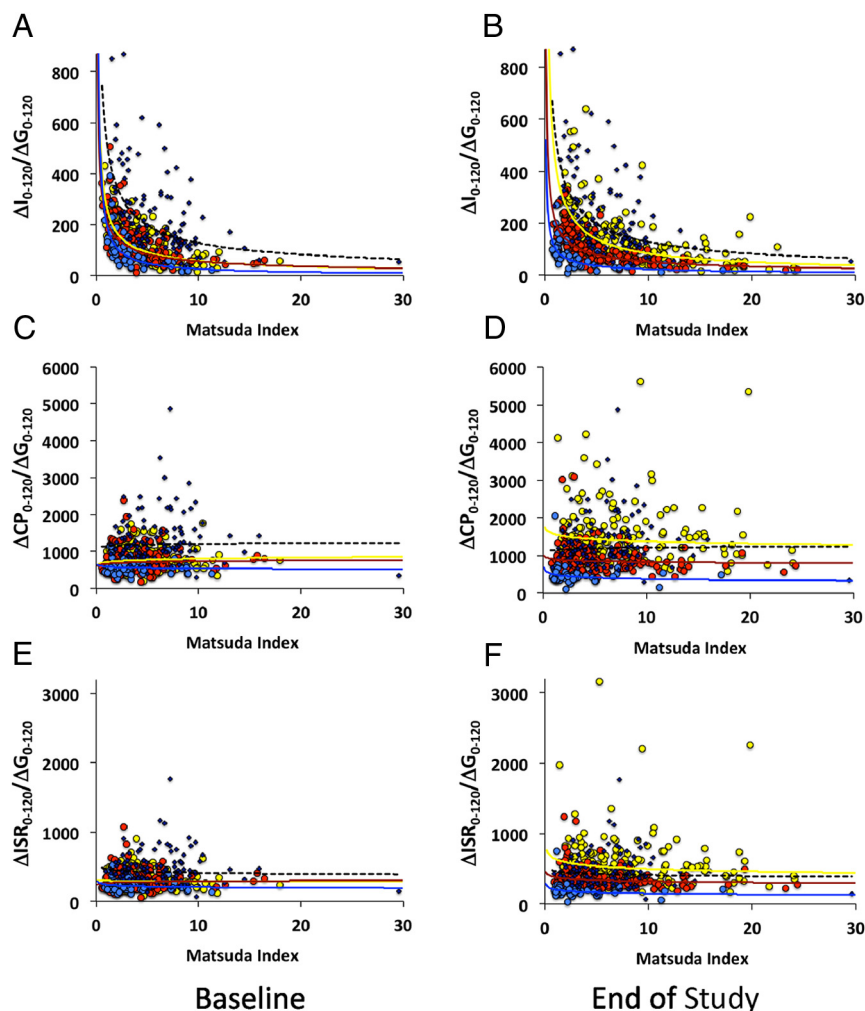 A
B
ΔI0-120/ΔG0-120
800
600
400
200
0
0 10 20 30
Matsuda Index
ΔI0-120/ΔG0-120
800
600
400
200
0
0 10 20 30
Matsuda Index
C
D
ΔCP0-120/ΔG0-120
6000
5000
4000
3000
2000
1000
0
0 10 20 30
Matsuda Index
ΔCP0-120/ΔG0-120
6000
5000
4000
3000
2000
1000
0
0 10 20 30
Matsuda Index
E
F
ΔISR0-120/ΔG0-120
3000
2000
1000
0
0 10 20 30
Matsuda Index
ΔISR0-120/ΔG0-120
3000
2000
1000
0
0 10 20 30
Matsuda Index
Baseline
End of Study